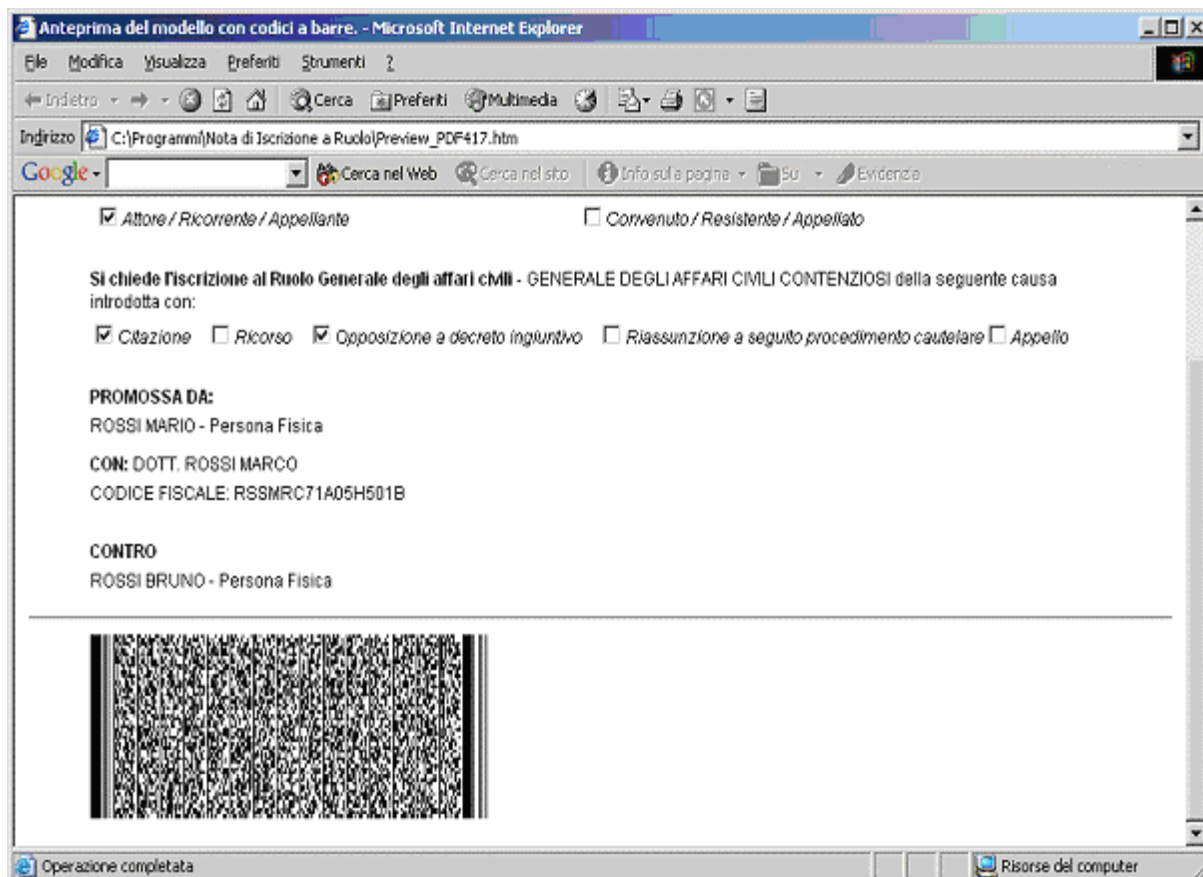 Anteprima del modello con codici a barre. - Microsoft Internet Explorer
File Modifica Visualizza Preferiti Strumenti ?
Indietro Cerca Preferiti Multimedia
Indirizzo C:\Programmi\Nota di Iscrizione a Ruolo\Preview_PDF417.htm
Google Cerca nel Web Cerca nel sito Info sulla pagina Su Evidenzia
Attore / Ricorrente / Appellante Convenuto / Resistente / Appellato
Si chiede l'iscrizione al Ruolo Generale degli affari civili - GENERALE DEGLI AFFARI CIVILI CONTENZIOSI della seguente causa
introdotta con:
Citazione Ricorso Opposizione a decreto ingiuntivo Riassunzione a seguito procedimento cautelare Appello
PROMOSSA DA:
ROSSI MARIO - Persona Fisica
CON: DOTT. ROSSI MARCO
CODICE FISCALE: RSSMRC71A05H501B
CONTRO
ROSSI BRUNO - Persona Fisica
Operazione completata Risorse del computer